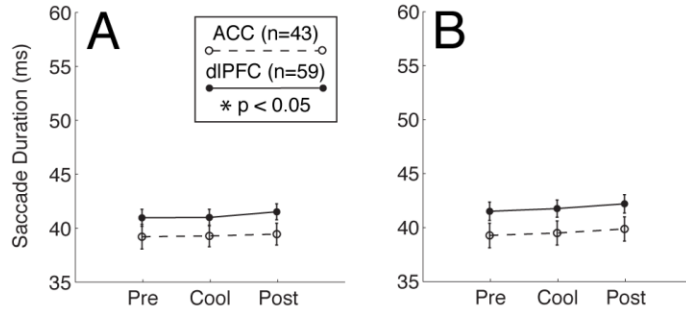 A
ACC (n=43)
dlPFC (n=59)
* p < 0.05
Saccade Duration (ms)
60
55
50
45
40
35
Pre Cool Post
B
60
55
50
45
40
35
Pre Cool Post